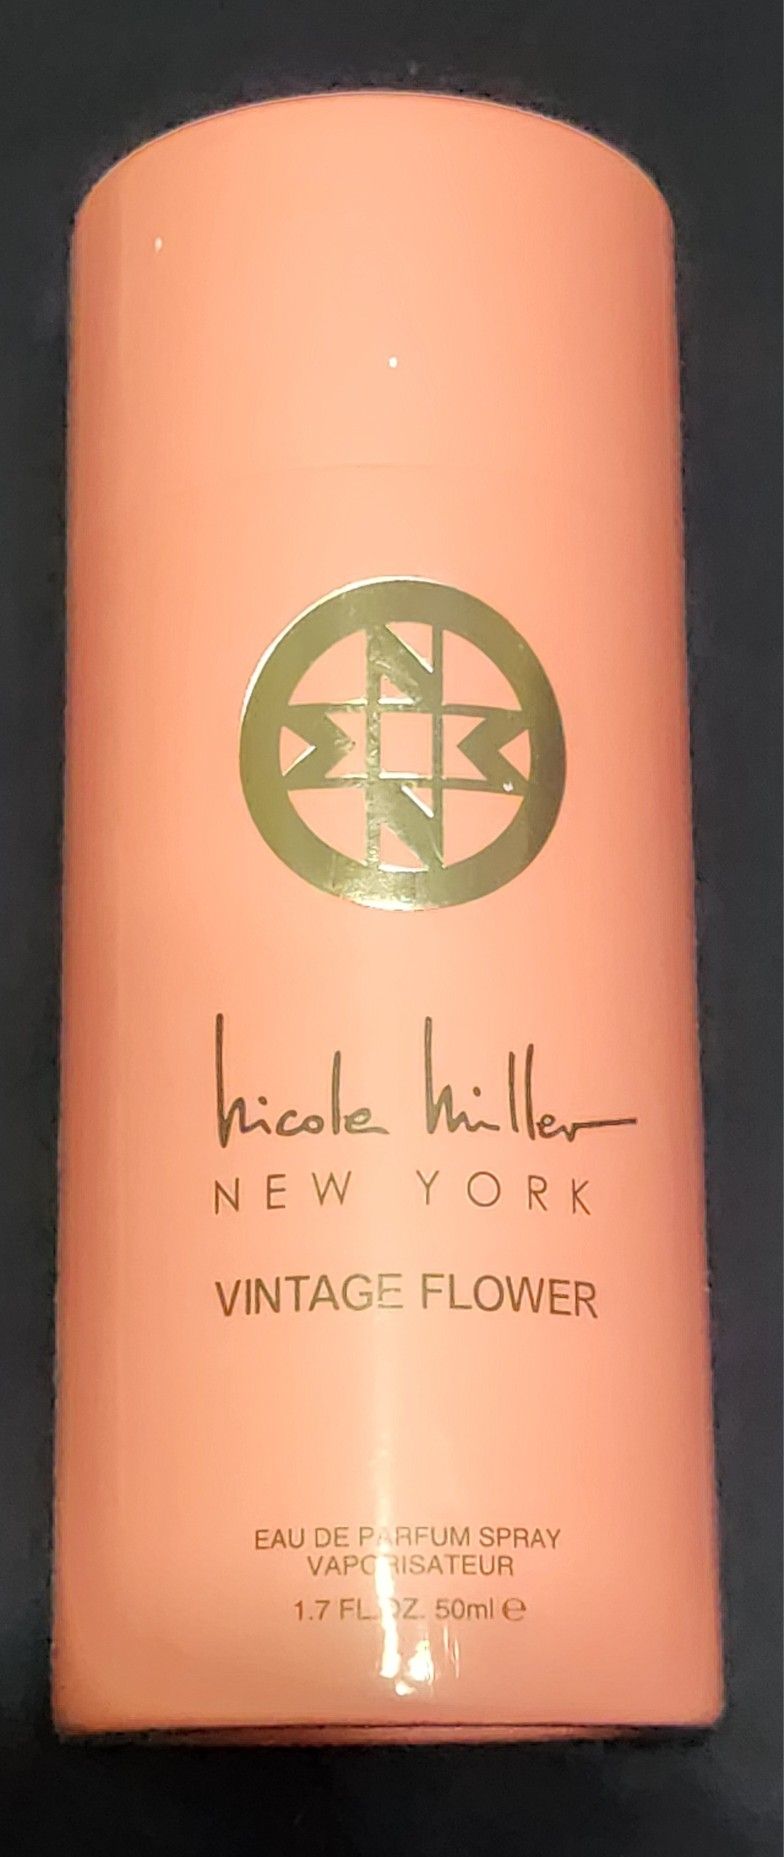 N
M M
N
Nicole Miller
NEW YORK
VINTAGE FLOWER
EAU DE PARFUM SPRAY
VAPORISATEUR
1.7 FL.OZ. 50ml ℮